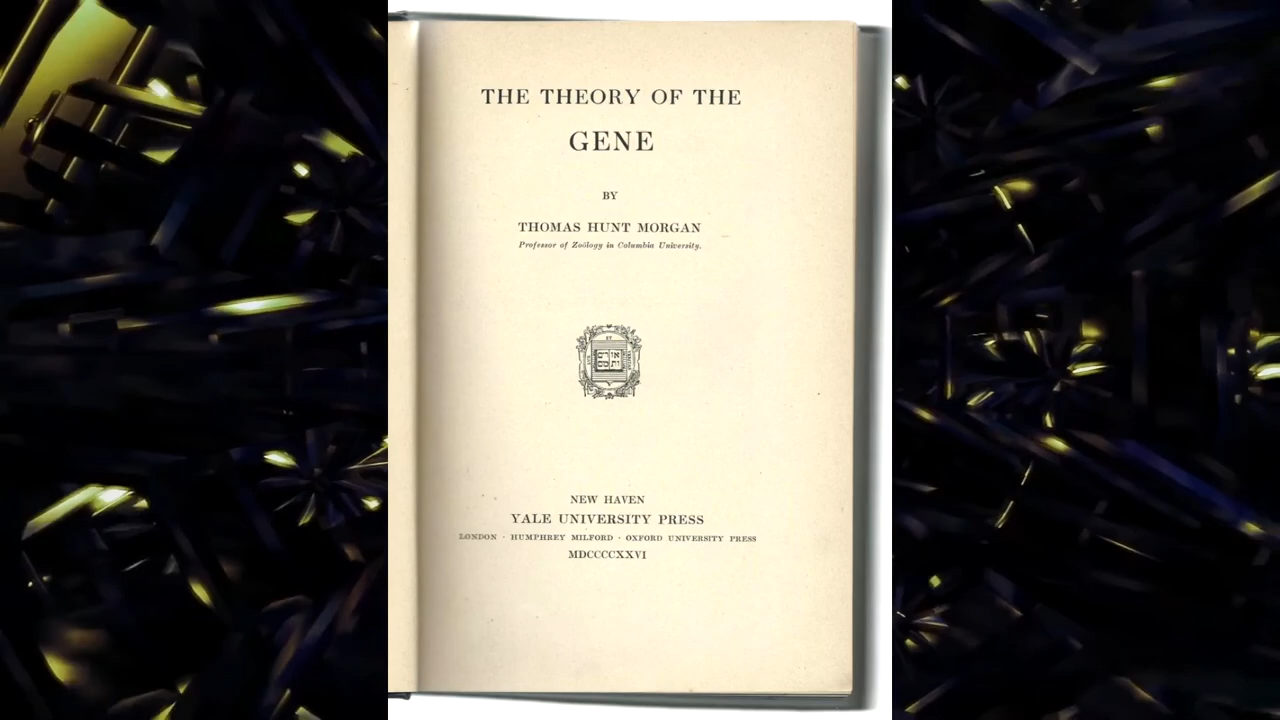 THE THEORY OF THE
GENE
BY
THOMAS HUNT MORGAN
Professor of Zoölogy in Columbia University.
NEW HAVEN
YALE UNIVERSITY PRESS
LONDON · HUMPHREY MILFORD · OXFORD UNIVERSITY PRESS
MDCCCCXXVI